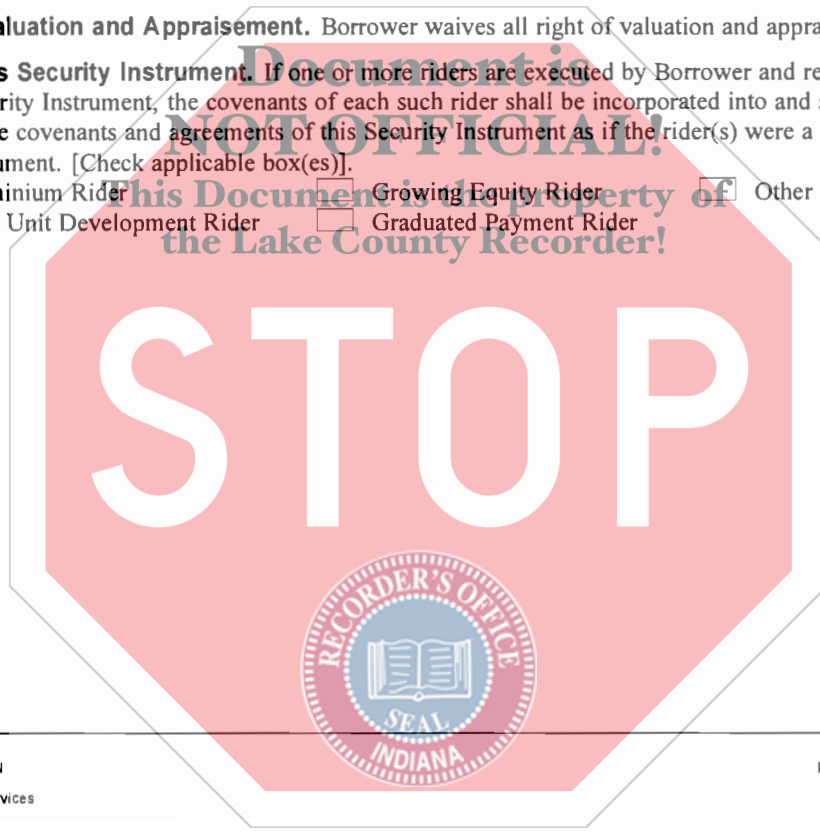 aluation and Appraisement. Borrower waives all right of valuation and appra
Document is
s Security Instrument. If one or more riders are executed by Borrower and re
rity Instrument, the covenants of each such rider shall be incorporated into and s
NOT OFFICIAL!
e covenants and agreements of this Security Instrument as if the rider(s) were a
ument. [Check applicable box(es)].
This Document is the property of
minium Rider Growing Equity Rider Other
Unit Development Rider Graduated Payment Rider
the Lake County Recorder!
STOP
RECORDER'S OFFICE
SEAL
INDIANA
vices